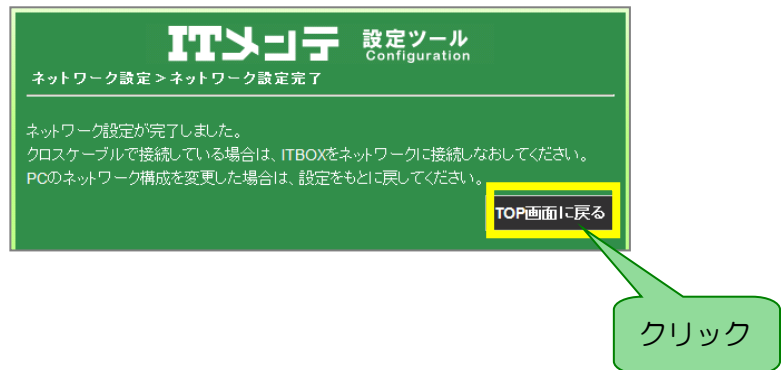 ITメンテ 設定ツール
Configuration
ネットワーク設定>ネットワーク設定完了
ネットワーク設定が完了しました。
クロスケーブルで接続している場合は、ITBOXをネットワークに接続しなおしてください。
PCのネットワーク構成を変更した場合は、設定をもとに戻してください。
TOP画面に戻る
クリック